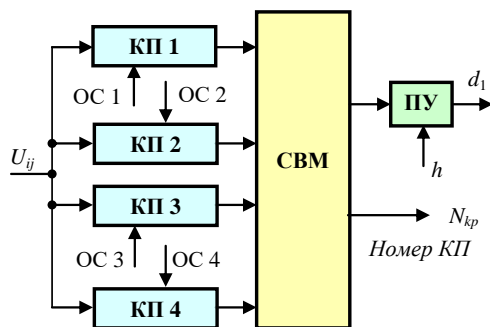 КП 1
ОС 1
ОС 2
КП 2
U_ij
КП 3
ОС 3
ОС 4
КП 4
СВМ
ПУ
d_1
h
N_kp
Номер КП